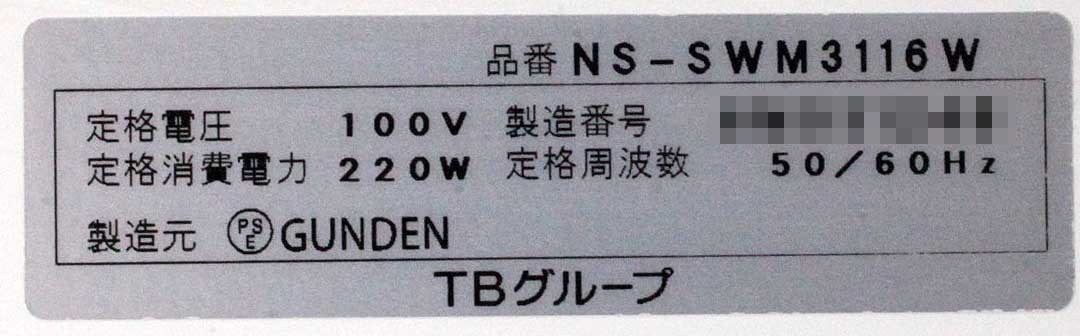 品番 NS-SWM3116W
定格電圧 100V 製造番号
定格消費電力 220W 定格周波数 50/60Hz
製造元 PSE GUNDEN
TBグループ